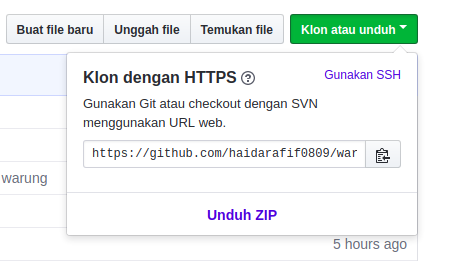 Buat file baru Unggah file Temukan file Klon atau unduh
Klon dengan HTTPS Gunakan SSH
Gunakan Git atau checkout dengan SVN
menggunakan URL web.
https://github.com/haidarafif0809/war
warung
Unduh ZIP
5 hours ago